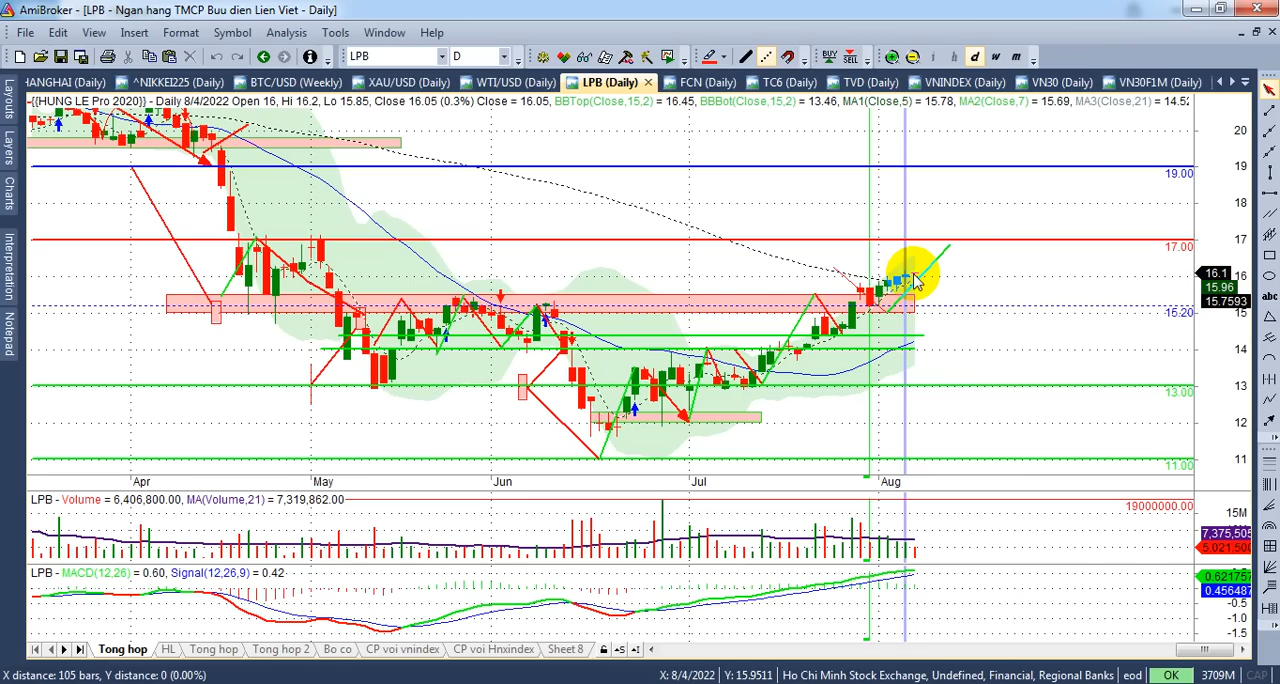 AmiBroker - [LPB - Ngan hang TMCP Buu dien Lien Viet - Daily]
File Edit View Insert Format Symbol Analysis Tools Window Help
LPB D BUY SELL i h d w m
HANGHAI (Daily) ^NIKKEI225 (Daily) BTC/USD (Weekly) XAU/USD (Daily) WTI/USD (Daily) LPB (Daily) FCN (Daily) TC6 (Daily) TVD (Daily) VNINDEX (Daily) VN30 (Daily) VN30F1M (Daily)
Layouts
Layers
Charts
Interpretation
Notepad
{{HUNG LE Pro 2020}} - Daily 8/4/2022 Open 16, Hi 16.2, Lo 15.85, Close 16.05 (0.3%) Close = 16.05, BBTop(Close,15,2) = 16.45, BBBot(Close,15,2) = 13.46, MA1(Close,5) = 15.78, MA2(Close,7) = 15.69, MA3(Close,21) = 14.52
abc
20
19
19.00
18
17
17.00
16
16.1
15.96
15.7593
15
15.20
14
13
13.00
12
11
11.00
Apr May Jun Jul Aug
LPB - Volume = 6,406,800.00, MA(Volume,21) = 7,319,862.00
19000000.00
15M
7,375,505
5,021,500
LPB - MACD(12,26) = 0.60, Signal(12,26,9) = 0.42
0.621757
0.456487
-0.5
-1.0
-1.5
Tong hop HL Tong hop Tong hop 2 Bo co CP voi vnindex CP voi Hnxindex Sheet 8
X distance: 105 bars, Y distance: 0 (0.00%) X: 8/4/2022 Y: 15.9511 Ho Chi Minh Stock Exchange, Undefined, Financial, Regional Banks eod OK 3709M CAP